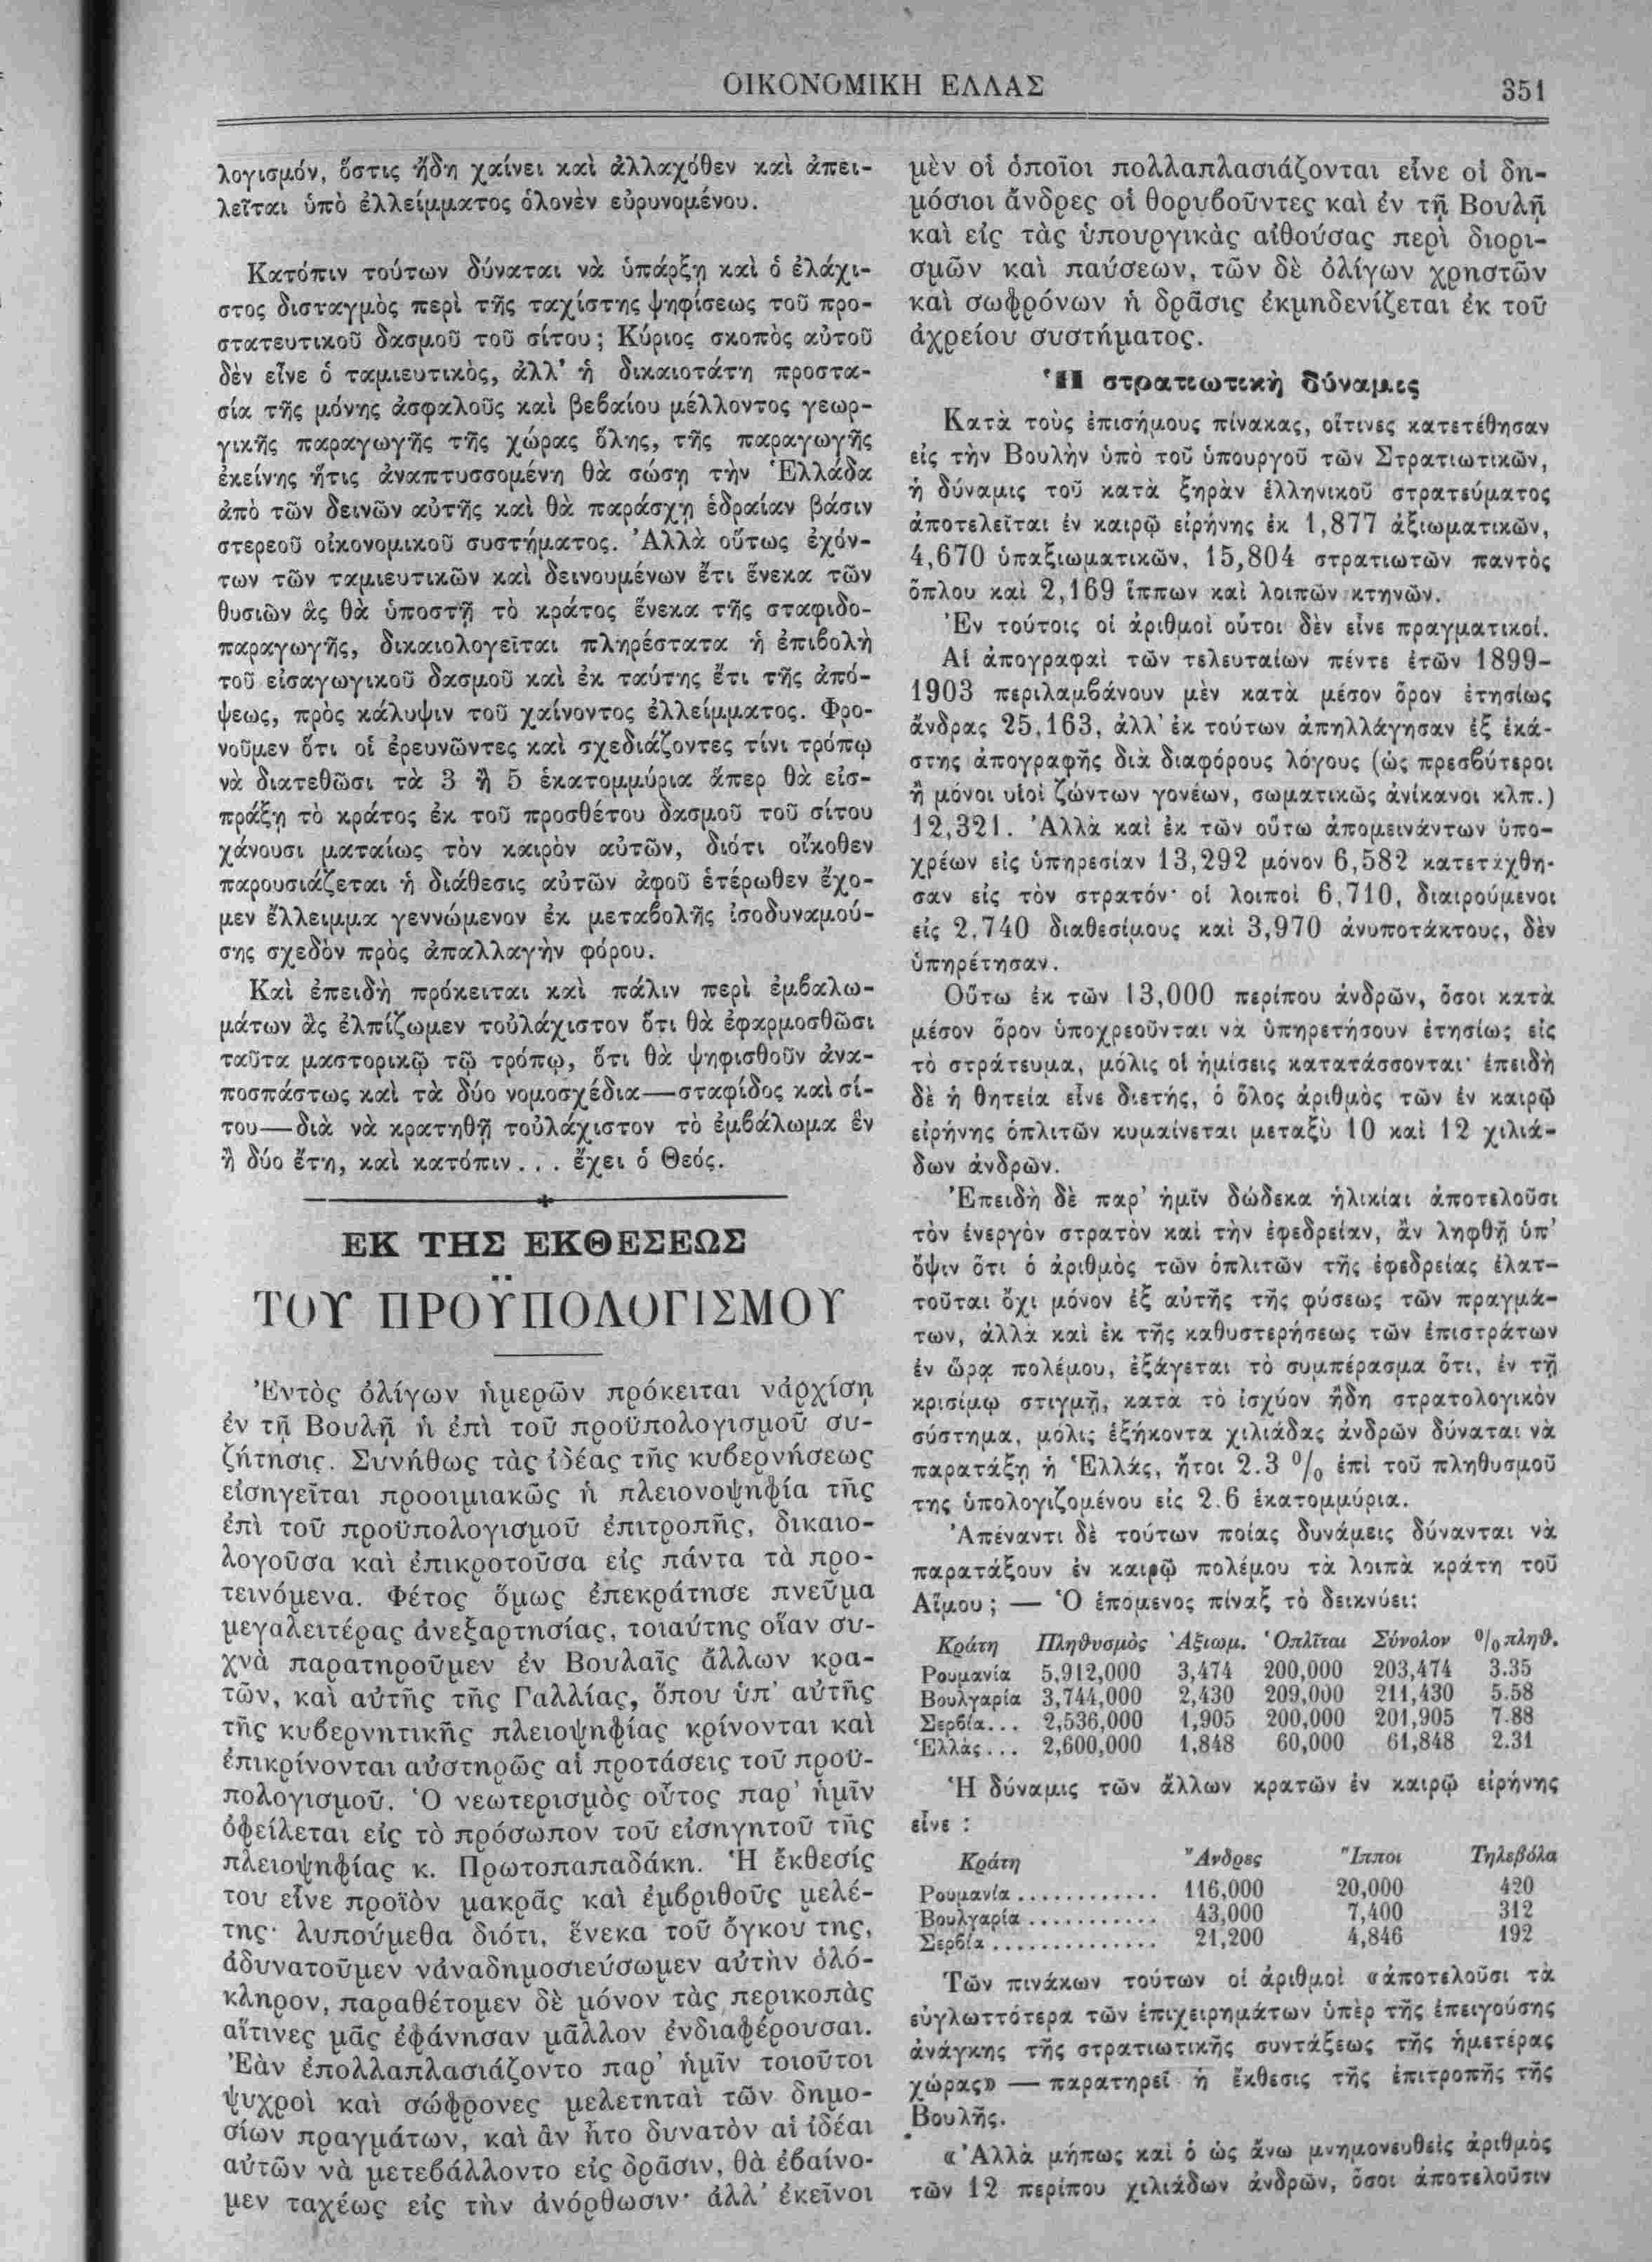 ΟΙΚΟΝΟΜΙΚΗ ΕΛΛΑΣ
351
λογισμόν, ὅστις ἤδη χαίνει καὶ ἀλλαχόθεν καὶ ἀπει-
λεῖται ὑπὸ ἐλλείμματος ὁλονὲν εὐρυνομένου.
Κατόπιν τούτων δύναται νὰ ὑπάρξῃ καὶ ὁ ἐλάχι-
στος δισταγμὸς περὶ τῆς ταχίστης ψηφίσεως τοῦ προ-
στατευτικοῦ δασμοῦ τοῦ σίτου; Κύριος σκοπὸς αὐτοῦ
δὲν εἶνε ὁ ταμιευτικὸς, ἀλλ' ἡ δικαιοτάτη προστα-
σία τῆς μόνης ἀσφαλοῦς καὶ βεβαίου μέλλοντος γεωρ-
γικῆς παραγωγῆς τῆς χώρας ὅλης, τῆς παραγωγῆς
ἐκείνης ἥτις ἀναπτυσσομένη θὰ σώσῃ τὴν Ἑλλάδα
ἀπὸ τῶν δεινῶν αὐτῆς καὶ θὰ παράσχῃ ἑδραίαν βάσιν
στερεοῦ οἰκονομικοῦ συστήματος. Ἀλλὰ οὕτως ἐχόν-
των τῶν ταμιευτικῶν καὶ δεινουμένων ἔτι ἕνεκα τῶν
θυσιῶν ἃς θὰ ὑποστῇ τὸ κράτος ἕνεκα τῆς σταφιδο-
παραγωγῆς, δικαιολογεῖται πληρέστατα ἡ ἐπιβολὴ
τοῦ εἰσαγωγικοῦ δασμοῦ καὶ ἐκ ταύτης ἔτι τῆς ἀπό-
ψεως, πρὸς κάλυψιν τοῦ χαίνοντος ἐλλείμματος. Φρο-
νοῦμεν ὅτι οἱ ἐρευνῶντες καὶ σχεδιάζοντες τίνι τρόπῳ
νὰ διατεθῶσι τὰ 3 ἢ 5 ἑκατομμύρια ἅπερ θὰ εἰσ-
πράξῃ τὸ κράτος ἐκ τοῦ προσθέτου δασμοῦ τοῦ σίτου
χάνουσι ματαίως τὸν καιρὸν αὐτῶν, διότι οἴκοθεν
παρουσιάζεται ἡ διάθεσις αὐτῶν ἀφοῦ ἑτέρωθεν ἔχο-
μεν ἔλλειμμα γεννώμενον ἐκ μεταβολῆς ἰσοδυναμού-
σης σχεδὸν πρὸς ἀπαλλαγὴν φόρου.
Καὶ ἐπειδὴ πρόκειται καὶ πάλιν περὶ ἐμβαλω-
μάτων ἂς ἐλπίζωμεν τοὐλάχιστον ὅτι θὰ ἐφαρμοσθῶσι
ταῦτα μαστορικῷ τῷ τρόπῳ, ὅτι θὰ ψηφισθοῦν ἀνα-
ποσπάστως καὶ τὰ δύο νομοσχέδια—σταφίδος καὶ σί-
του—διὰ νὰ κρατηθῇ τοὐλάχιστον τὸ ἐμβάλωμα ἓν
ἢ δύο ἔτη, καὶ κατόπιν... ἔχει ὁ Θεός.
ΕΚ ΤΗΣ ΕΚΘΕΣΕΩΣ
ΤΟΥ ΠΡΟΫΠΟΛΟΓΙΣΜΟΥ
Ἐντὸς ὀλίγων ἡμερῶν πρόκειται νἀρχίσῃ
ἐν τῇ Βουλῇ ἡ ἐπὶ τοῦ προϋπολογισμοῦ συ-
ζήτησις. Συνήθως τὰς ἰδέας τῆς κυβερνήσεως
εἰσηγεῖται προοιμιακῶς ἡ πλειονοψηφία τῆς
ἐπὶ τοῦ προϋπολογισμοῦ ἐπιτροπῆς, δικαιο-
λογοῦσα καὶ ἐπικροτοῦσα εἰς πάντα τὰ προ-
τεινόμενα. Φέτος ὅμως ἐπεκράτησε πνεῦμα
μεγαλειτέρας ἀνεξαρτησίας, τοιαύτης οἵαν συ-
χνὰ παρατηροῦμεν ἐν Βουλαῖς ἄλλων κρα-
τῶν, καὶ αὐτῆς τῆς Γαλλίας, ὅπου ὑπ' αὐτῆς
τῆς κυβερνητικῆς πλειοψηφίας κρίνονται καὶ
ἐπικρίνονται αὐστηρῶς αἱ προτάσεις τοῦ προϋ-
πολογισμοῦ. Ὁ νεωτερισμὸς οὗτος παρ' ἡμῖν
ὀφείλεται εἰς τὸ πρόσωπον τοῦ εἰσηγητοῦ τῆς
πλειοψηφίας κ. Πρωτοπαπαδάκη. Ἡ ἔκθεσίς
του εἶνε προϊὸν μακρᾶς καὶ ἐμβριθοῦς μελέ-
της· λυπούμεθα διότι, ἕνεκα τοῦ ὄγκου της,
ἀδυνατοῦμεν νἀναδημοσιεύσωμεν αὐτὴν ὁλό-
κληρον, παραθέτομεν δὲ μόνον τὰς περικοπὰς
αἵτινες μᾶς ἐφάνησαν μᾶλλον ἐνδιαφέρουσαι.
Ἐὰν ἐπολλαπλασιάζοντο παρ' ἡμῖν τοιοῦτοι
ψυχροὶ καὶ σώφρονες μελετηταὶ τῶν δημο-
σίων πραγμάτων, καὶ ἂν ἦτο δυνατὸν αἱ ἰδέαι
αὐτῶν νὰ μετεβάλλοντο εἰς δρᾶσιν, θὰ ἐβαίνο-
μεν ταχέως εἰς τὴν ἀνόρθωσιν· ἀλλ' ἐκεῖνοι
μὲν οἱ ὁποῖοι πολλαπλασιάζονται εἶνε οἱ δη-
μόσιοι ἄνδρες οἱ θορυβοῦντες καὶ ἐν τῇ Βουλῇ
καὶ εἰς τὰς ὑπουργικὰς αἰθούσας περὶ διορι-
σμῶν καὶ παύσεων, τῶν δὲ ὀλίγων χρηστῶν
καὶ σωφρόνων ἡ δρᾶσις ἐκμηδενίζεται ἐκ τοῦ
ἀχρείου συστήματος.
Ἡ στρατιωτικὴ δύναμις
Κατὰ τοὺς ἐπισήμους πίνακας, οἵτινες κατετέθησαν
εἰς τὴν Βουλὴν ὑπὸ τοῦ ὑπουργοῦ τῶν Στρατιωτικῶν,
ἡ δύναμις τοῦ κατὰ ξηρὰν ἑλληνικοῦ στρατεύματος
ἀποτελεῖται ἐν καιρῷ εἰρήνης ἐκ 1,877 ἀξιωματικῶν,
4,670 ὑπαξιωματικῶν, 15,804 στρατιωτῶν παντὸς
ὅπλου καὶ 2,169 ἵππων καὶ λοιπῶν κτηνῶν.
Ἐν τούτοις οἱ ἀριθμοὶ οὗτοι δὲν εἶνε πραγματικοί.
Αἱ ἀπογραφαὶ τῶν τελευταίων πέντε ἐτῶν 1899-
1903 περιλαμβάνουν μὲν κατὰ μέσον ὅρον ἐτησίως
ἄνδρας 25,163, ἀλλ' ἐκ τούτων ἀπηλλάγησαν ἐξ ἑκά-
στης ἀπογραφῆς διὰ διαφόρους λόγους (ὡς πρεσβύτεροι
ἢ μόνοι υἱοὶ ζώντων γονέων, σωματικῶς ἀνίκανοι κλπ.)
12,321. Ἀλλὰ καὶ ἐκ τῶν οὕτω ἀπομεινάντων ὑπο-
χρέων εἰς ὑπηρεσίαν 13,292 μόνον 6,582 κατετάχθη-
σαν εἰς τὸν στρατόν· οἱ λοιποὶ 6,710, διαιρούμενοι
εἰς 2,740 διαθεσίμους καὶ 3,970 ἀνυποτάκτους, δὲν
ὑπηρέτησαν.
Οὕτω ἐκ τῶν 13,000 περίπου ἀνδρῶν, ὅσοι κατὰ
μέσον ὅρον ὑποχρεοῦνται νὰ ὑπηρετήσουν ἐτησίως εἰς
τὸ στράτευμα, μόλις οἱ ἡμίσεις κατατάσσονται· ἐπειδὴ
δὲ ἡ θητεία εἶνε διετής, ὁ ὅλος ἀριθμὸς τῶν ἐν καιρῷ
εἰρήνης ὁπλιτῶν κυμαίνεται μεταξὺ 10 καὶ 12 χιλιά-
δων ἀνδρῶν.
Ἐπειδὴ δὲ παρ' ἡμῖν δώδεκα ἡλικίαι ἀποτελοῦσι
τὸν ἐνεργὸν στρατὸν καὶ τὴν ἐφεδρείαν, ἂν ληφθῇ ὑπ'
ὄψιν ὅτι ὁ ἀριθμὸς τῶν ὁπλιτῶν τῆς ἐφεδρείας ἐλατ-
τοῦται ὄχι μόνον ἐξ αὐτῆς τῆς φύσεως τῶν πραγμά-
των, ἀλλὰ καὶ ἐκ τῆς καθυστερήσεως τῶν ἐπιστράτων
ἐν ὥρᾳ πολέμου, ἐξάγεται τὸ συμπέρασμα ὅτι, ἐν τῇ
κρισίμῳ στιγμῇ, κατὰ τὸ ἰσχύον ἤδη στρατολογικὸν
σύστημα, μόλις ἑξήκοντα χιλιάδας ἀνδρῶν δύναται νὰ
παρατάξῃ ἡ Ἑλλάς, ἤτοι 2.3 % ἐπὶ τοῦ πληθυσμοῦ
της ὑπολογιζομένου εἰς 2.6 ἑκατομμύρια.
Ἀπέναντι δὲ τούτων ποίας δυνάμεις δύνανται νὰ
παρατάξουν ἐν καιρῷ πολέμου τὰ λοιπὰ κράτη τοῦ
Αἵμου; — Ὁ ἑπόμενος πίναξ τὸ δεικνύει:
Κράτη Πληθυσμὸς Ἀξιωμ. Ὁπλῖται Σύνολον % πληθ.
Ρουμανία 5,912,000 3,474 200,000 203,474 3.35
Βουλγαρία 3,744,000 2,430 209,000 211,430 5.58
Σερβία... 2,536,000 1,905 200,000 201,905 7.88
Ἑλλὰς... 2,600,000 1,848 60,000 61,848 2.31
Ἡ δύναμις τῶν ἄλλων κρατῶν ἐν καιρῷ εἰρήνης
εἶνε :
Κράτη Ἄνδρες Ἵπποι Τηλεβόλα
Ρουμανία ............ 116,000 20,000 420
Βουλγαρία ........... 43,000 7,400 312
Σερβία .............. 21,200 4,846 192
Τῶν πινάκων τούτων οἱ ἀριθμοὶ «ἀποτελοῦσι τὰ
εὐγλωττότερα τῶν ἐπιχειρημάτων ὑπὲρ τῆς ἐπειγούσης
ἀνάγκης τῆς στρατιωτικῆς συντάξεως τῆς ἡμετέρας
χώρας» — παρατηρεῖ ἡ ἔκθεσις τῆς ἐπιτροπῆς τῆς
Βουλῆς.
«Ἀλλὰ μήπως καὶ ὁ ὡς ἄνω μνημονευθεὶς ἀριθμὸς
τῶν 12 περίπου χιλιάδων ἀνδρῶν, ὅσοι ἀποτελοῦσιν